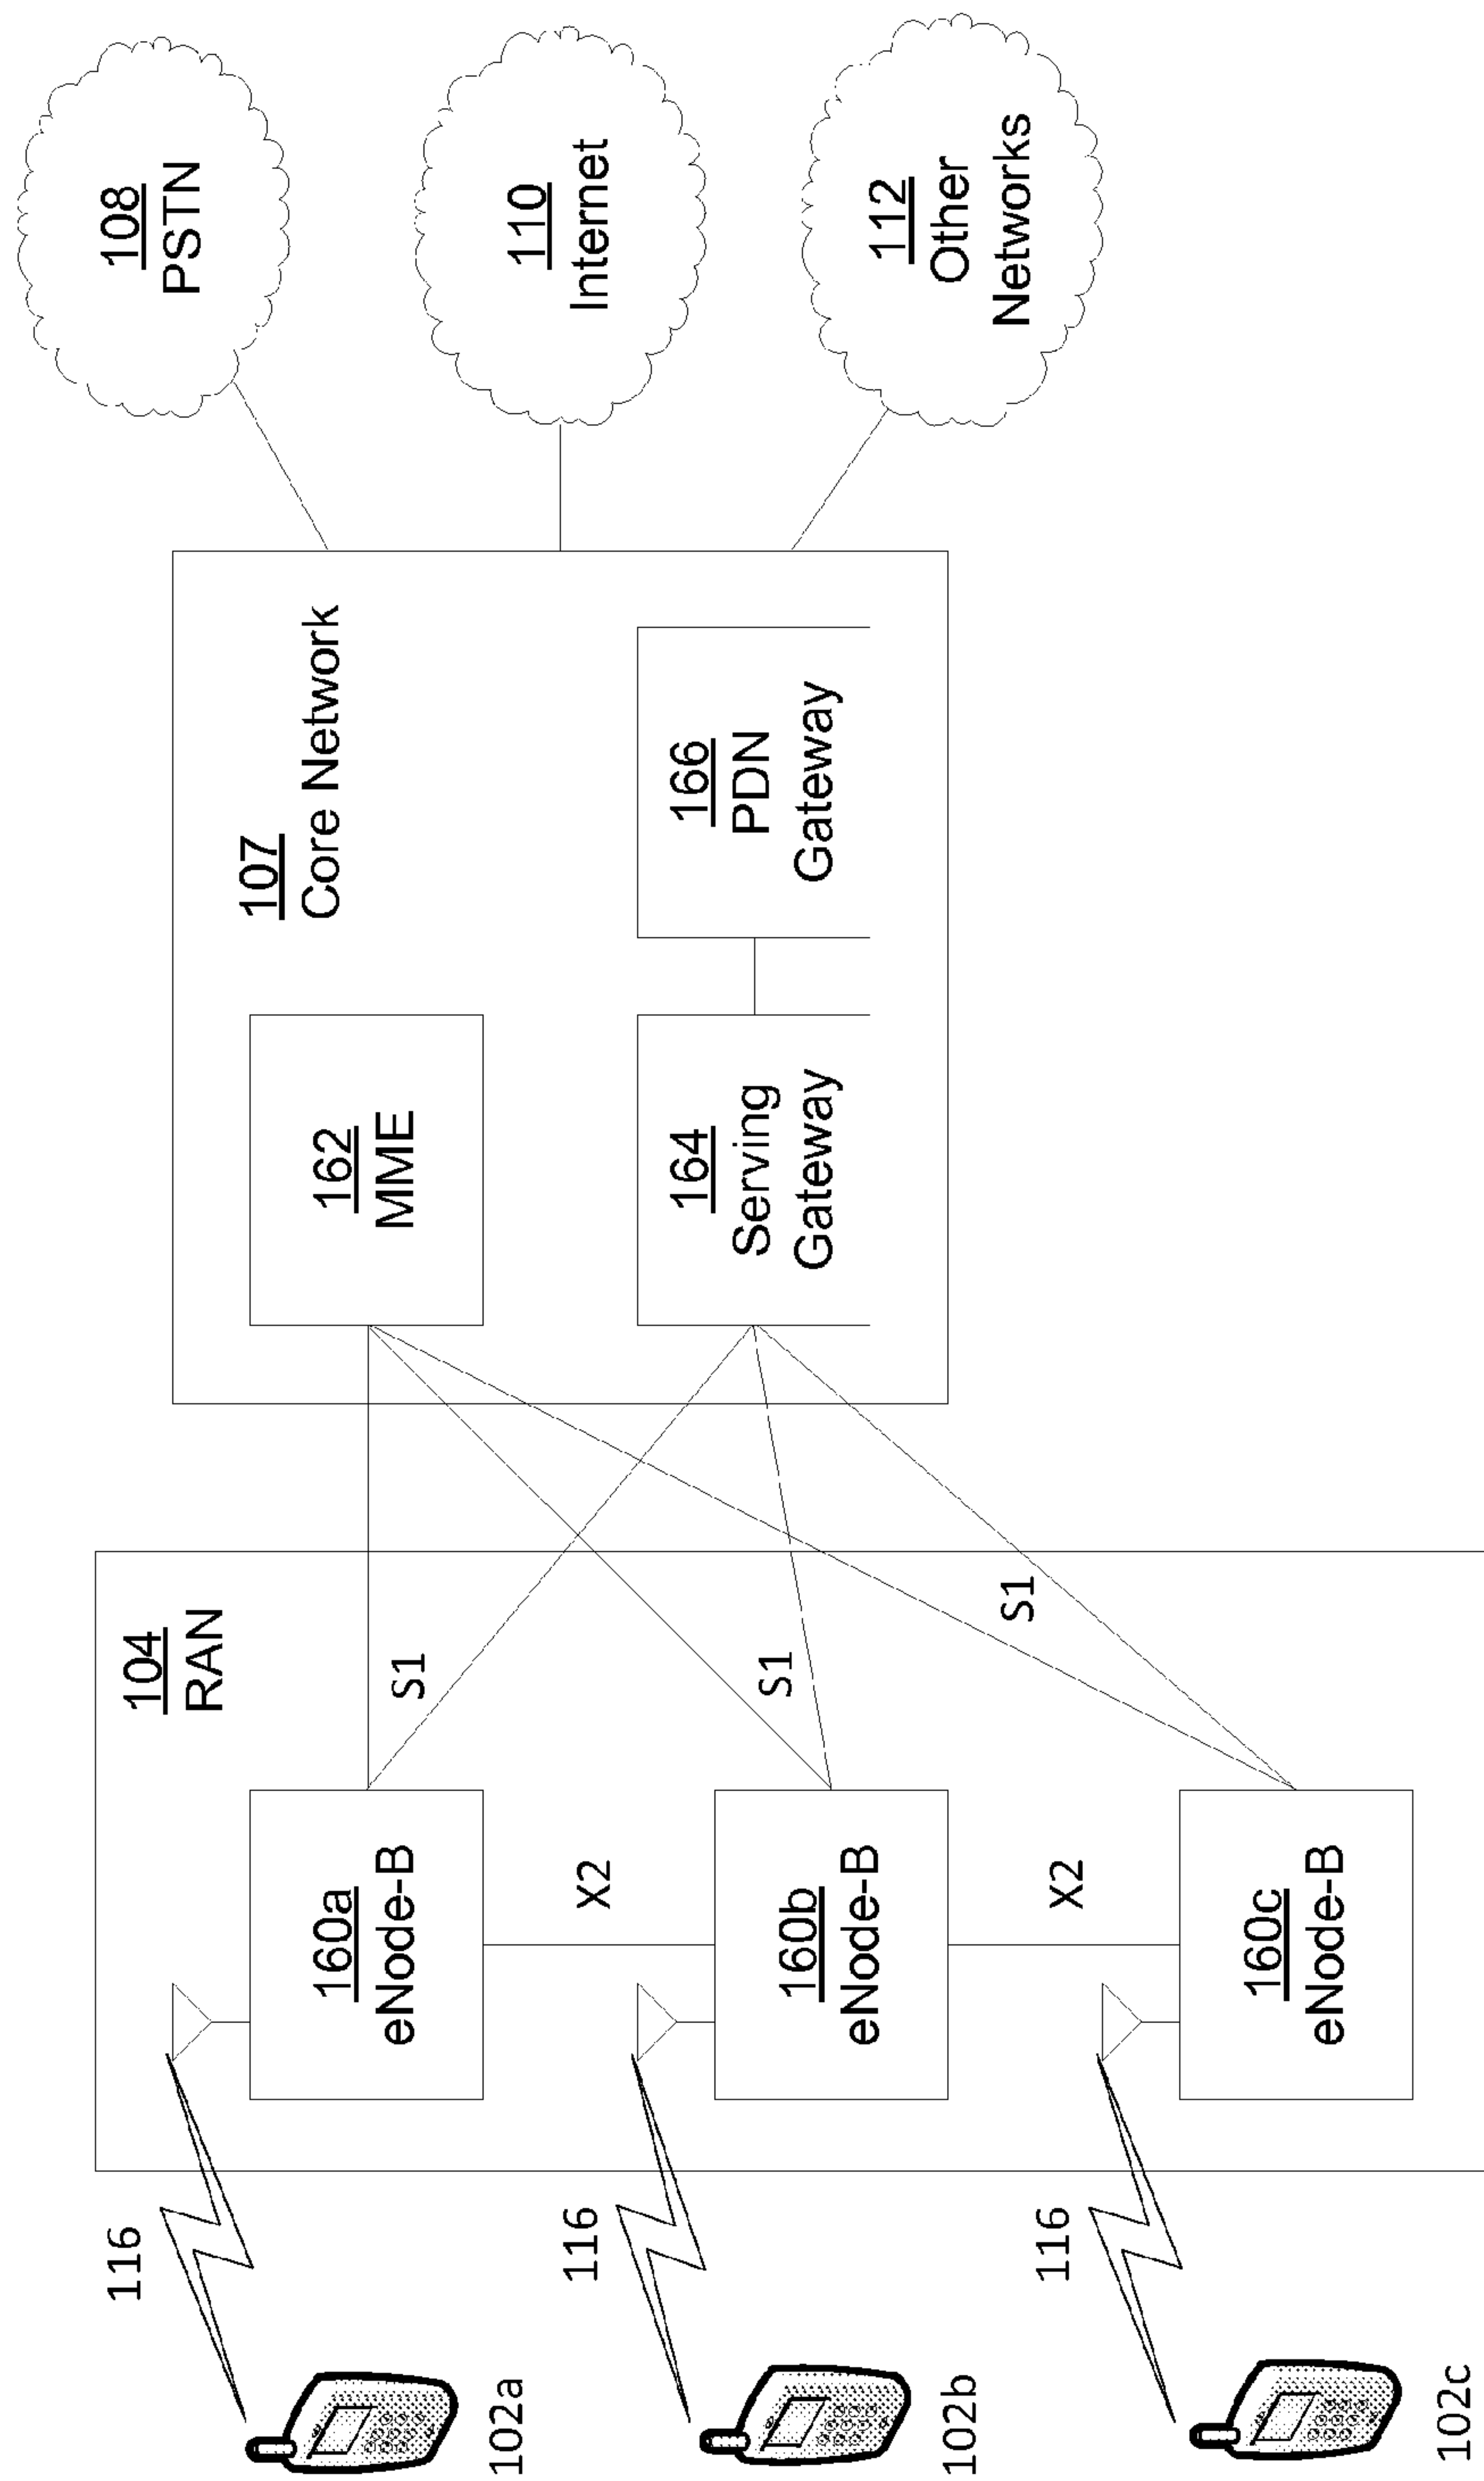 102a
102b
102c
116
116
116
104
RAN
160a
eNode-B
160b
eNode-B
160c
eNode-B
X2
X2
S1
S1
S1
107
Core Network
162
MME
164
Serving
Gateway
166
PDN
Gateway
108
PSTN
110
Internet
112
Other
Networks